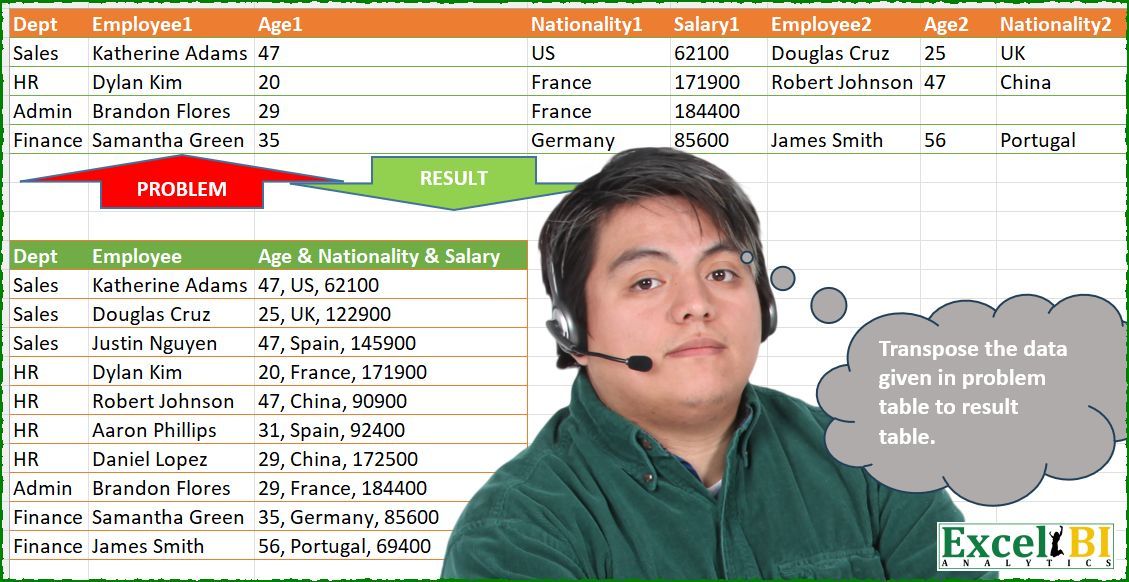 Dept Employee1 Age1 Nationality1 Salary1 Employee2 Age2 Nationality2
Sales Katherine Adams 47 US 62100 Douglas Cruz 25 UK
HR Dylan Kim 20 France 171900 Robert Johnson 47 China
Admin Brandon Flores 29 France 184400
Finance Samantha Green 35 Germany 85600 James Smith 56 Portugal
PROBLEM
RESULT
Dept Employee Age & Nationality & Salary
Sales Katherine Adams 47, US, 62100
Sales Douglas Cruz 25, UK, 122900
Sales Justin Nguyen 47, Spain, 145900
HR Dylan Kim 20, France, 171900
HR Robert Johnson 47, China, 90900
HR Aaron Phillips 31, Spain, 92400
HR Daniel Lopez 29, China, 172500
Admin Brandon Flores 29, France, 184400
Finance Samantha Green 35, Germany, 85600
Finance James Smith 56, Portugal, 69400
Transpose the data
given in problem
table to result
table.
Excel BI
ANALYTICS